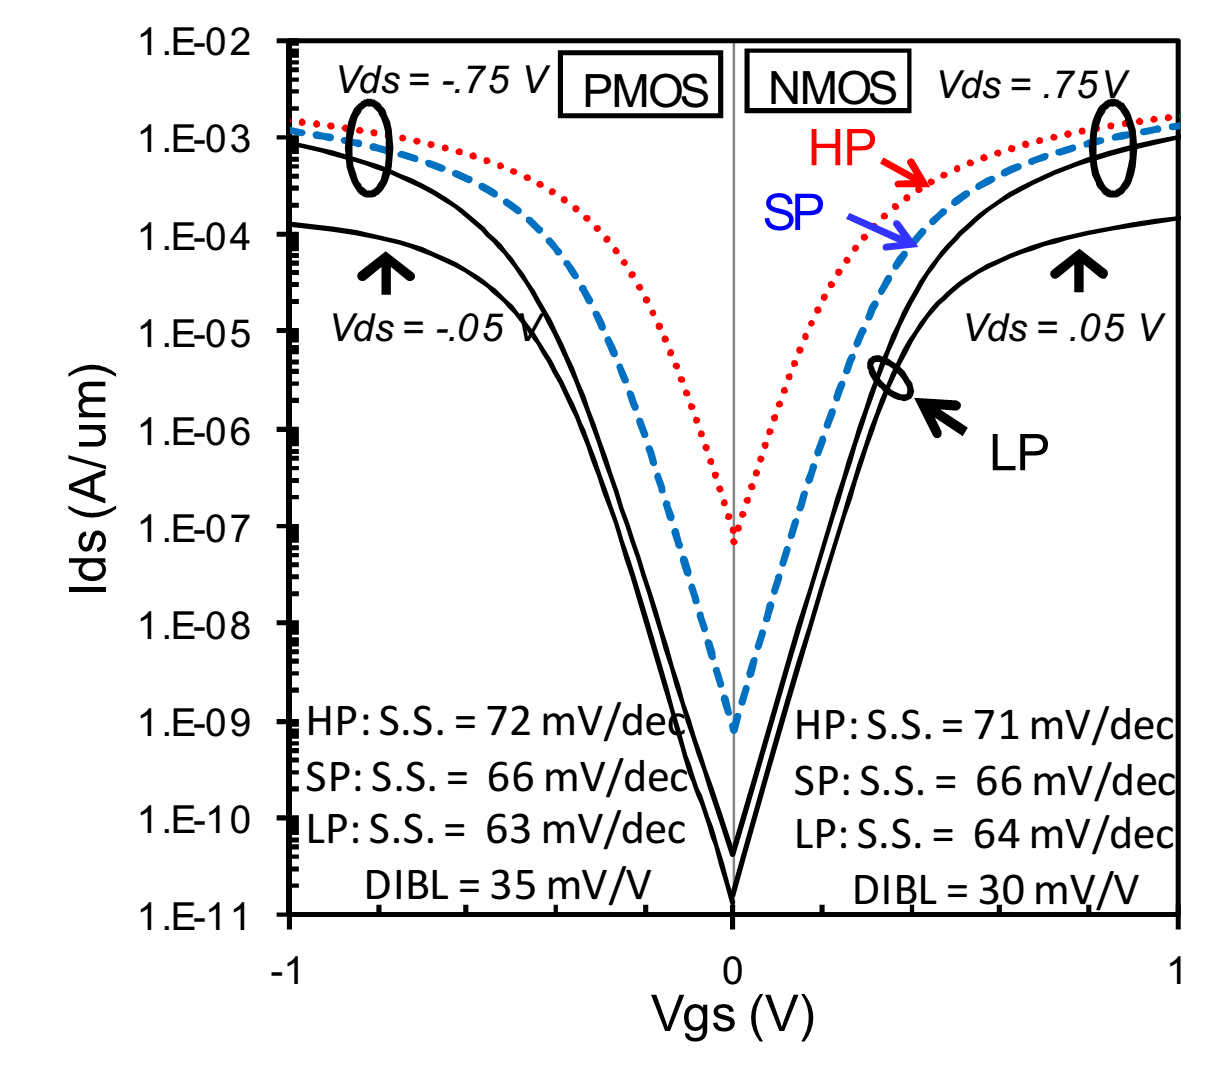 1.E-02
1.E-03
1.E-04
1.E-05
1.E-06
1.E-07
1.E-08
1.E-09
1.E-10
1.E-11
Ids (A/um)
Vds = -.75 V
PMOS
NMOS
Vds = .75V
HP
SP
Vds = -.05 V
Vds = .05 V
LP
HP: S.S. = 72 mV/dec
SP: S.S. = 66 mV/dec
LP: S.S. = 63 mV/dec
DIBL = 35 mV/V
HP: S.S. = 71 mV/dec
SP: S.S. = 66 mV/dec
LP: S.S. = 64 mV/dec
DIBL = 30 mV/V
-1
0
1
Vgs (V)